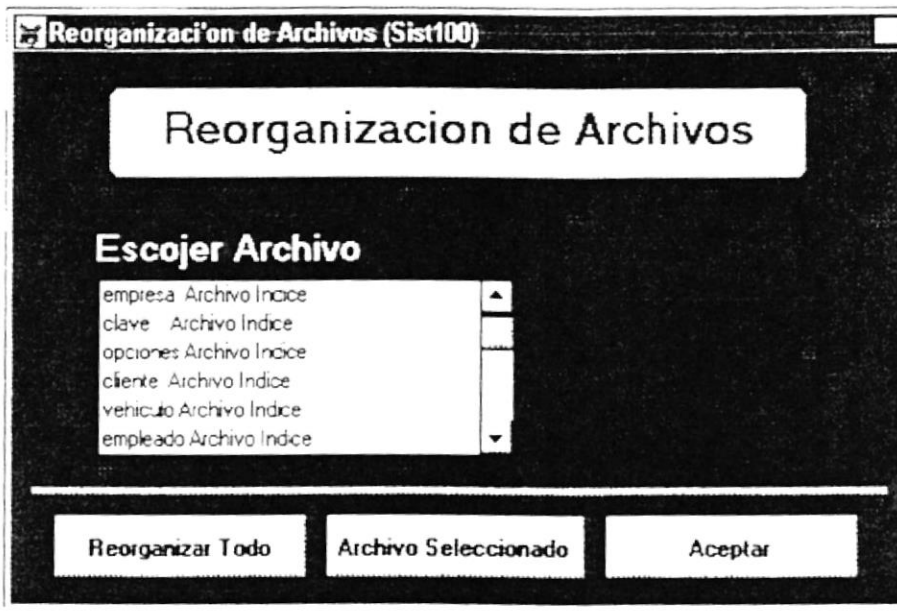 Reorganizaci'on de Archivos (Sist100)
Reorganizacion de Archivos
Escojer Archivo
empresa Archivo Indice
clave Archivo Indice
opciones Archivo Indice
cliente Archivo Indice
vehiculo Archivo Indice
empleado Archivo Indice
Reorganizar Todo
Archivo Seleccionado
Aceptar